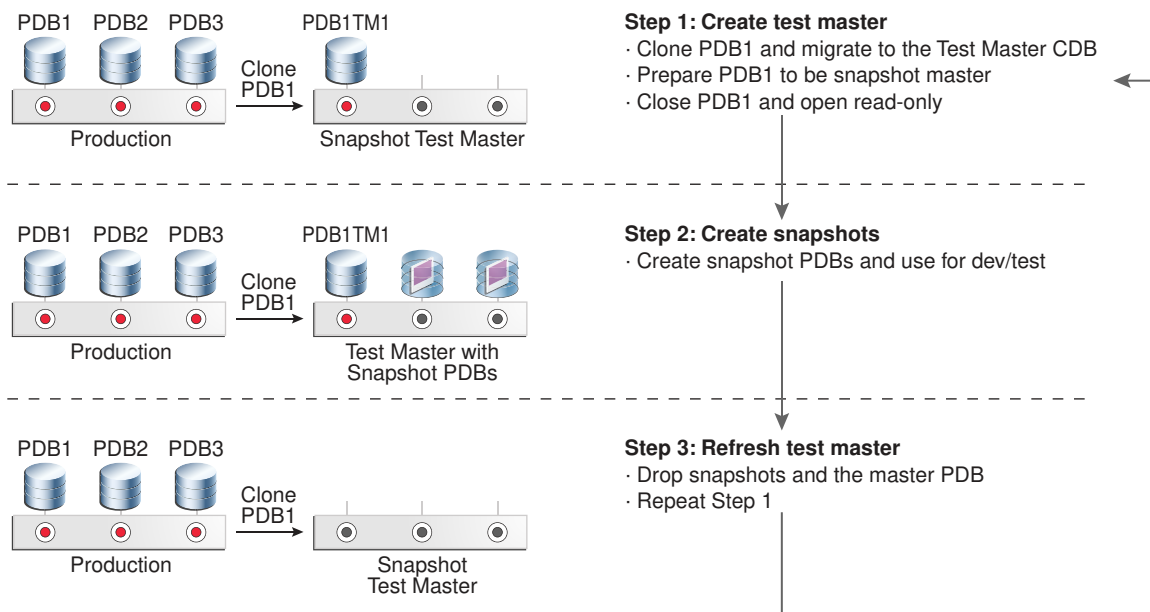 PDB1 PDB2 PDB3
Clone
PDB1
PDB1TM1
Production
Snapshot Test Master
Step 1: Create test master
· Clone PDB1 and migrate to the Test Master CDB
· Prepare PDB1 to be snapshot master
· Close PDB1 and open read-only
PDB1 PDB2 PDB3
Clone
PDB1
PDB1TM1
Production
Test Master with
Snapshot PDBs
Step 2: Create snapshots
· Create snapshot PDBs and use for dev/test
PDB1 PDB2 PDB3
Clone
PDB1
Production
Snapshot
Test Master
Step 3: Refresh test master
· Drop snapshots and the master PDB
· Repeat Step 1